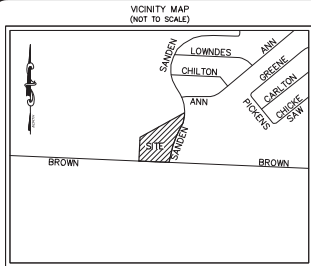 VICINITY MAP
(NOT TO SCALE)
SANDEN
LOWNDES
CHILTON
ANN
ANN
GREENE
CARLTON
CHICKE
SAW
PICKENS
SANDEN
SITE
BROWN
BROWN